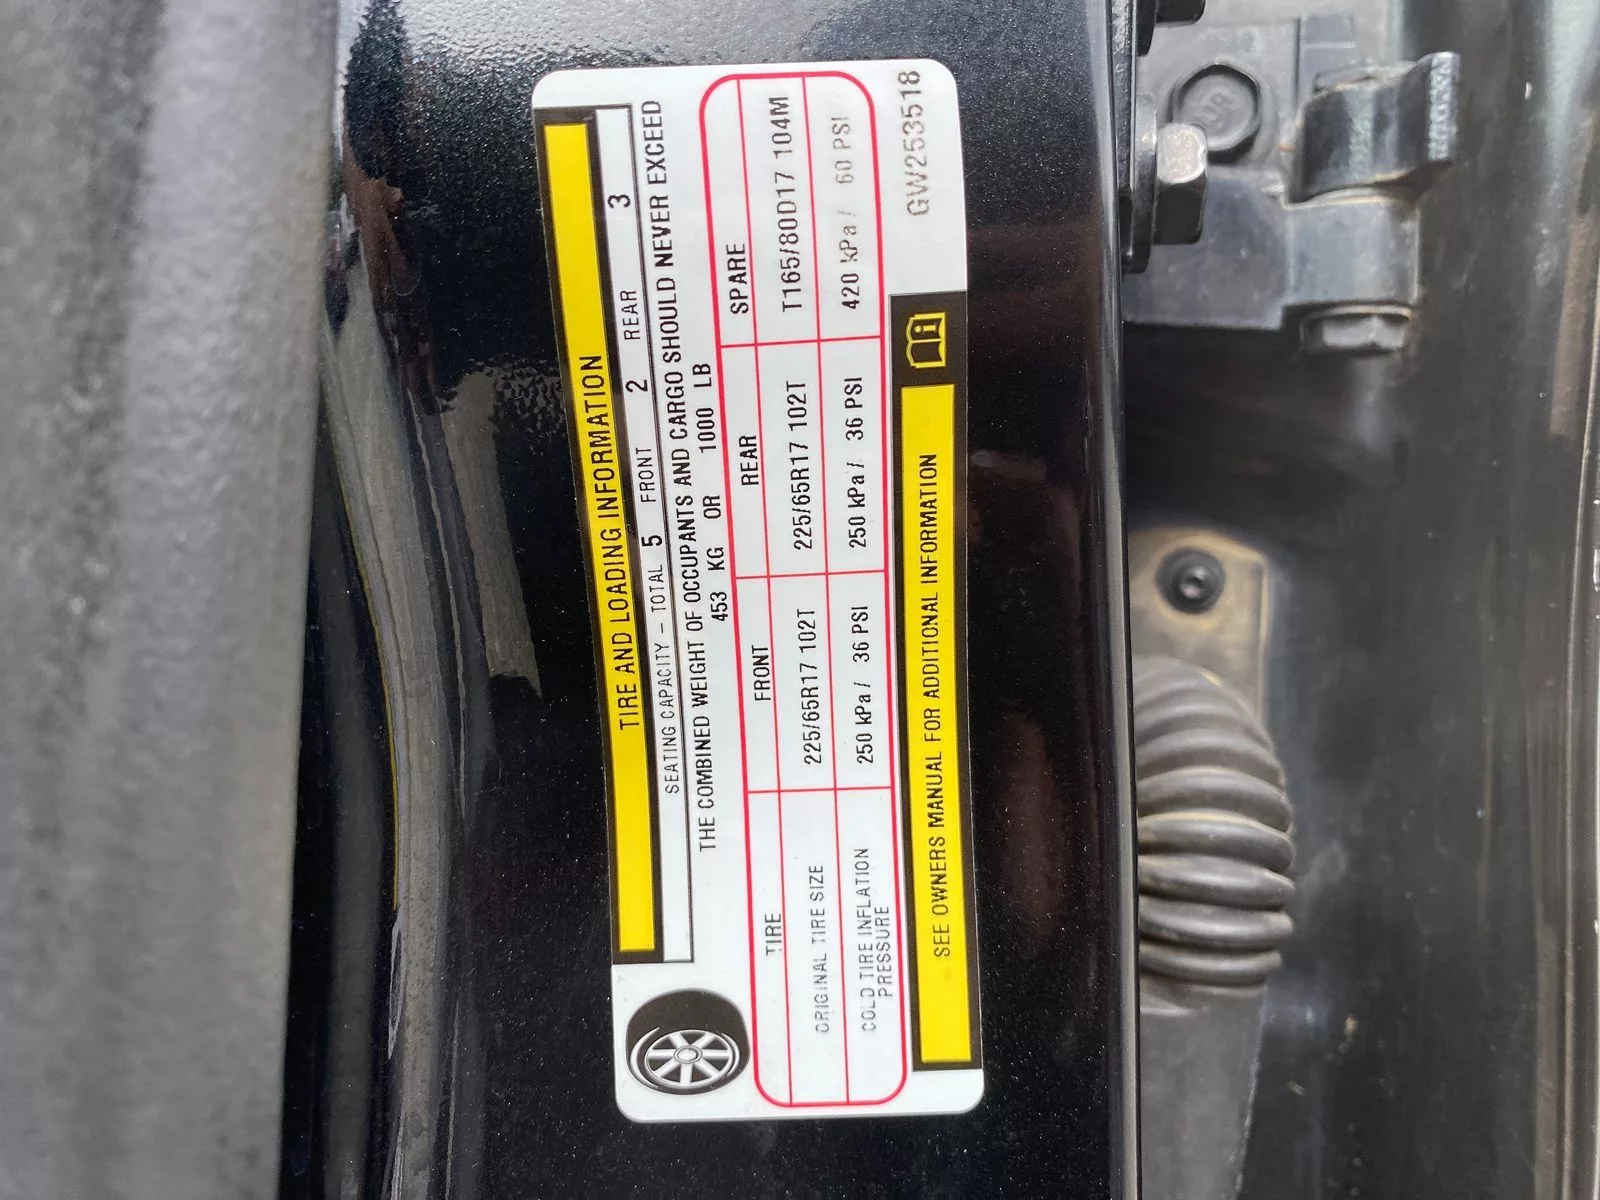 TIRE AND LOADING INFORMATION
SEATING CAPACITY - TOTAL 5 FRONT 2 REAR 3
THE COMBINED WEIGHT OF OCCUPANTS AND CARGO SHOULD NEVER EXCEED
453 KG OR 1000 LB
TIRE FRONT REAR SPARE
ORIGINAL TIRE SIZE 225/65R17 102T 225/65R17 102T T165/80D17 104M
COLD TIRE INFLATION
PRESSURE 250 kPa / 36 PSI 250 kPa / 36 PSI 420 kPa / 60 PSI
SEE OWNERS MANUAL FOR ADDITIONAL INFORMATION
GW253518